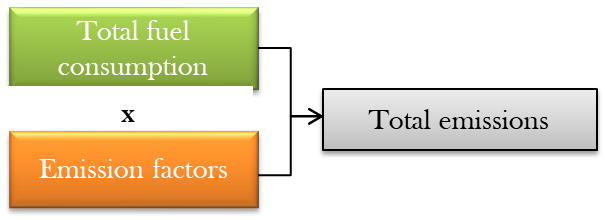 Total fuel
consumption
x
Emission factors
Total emissions